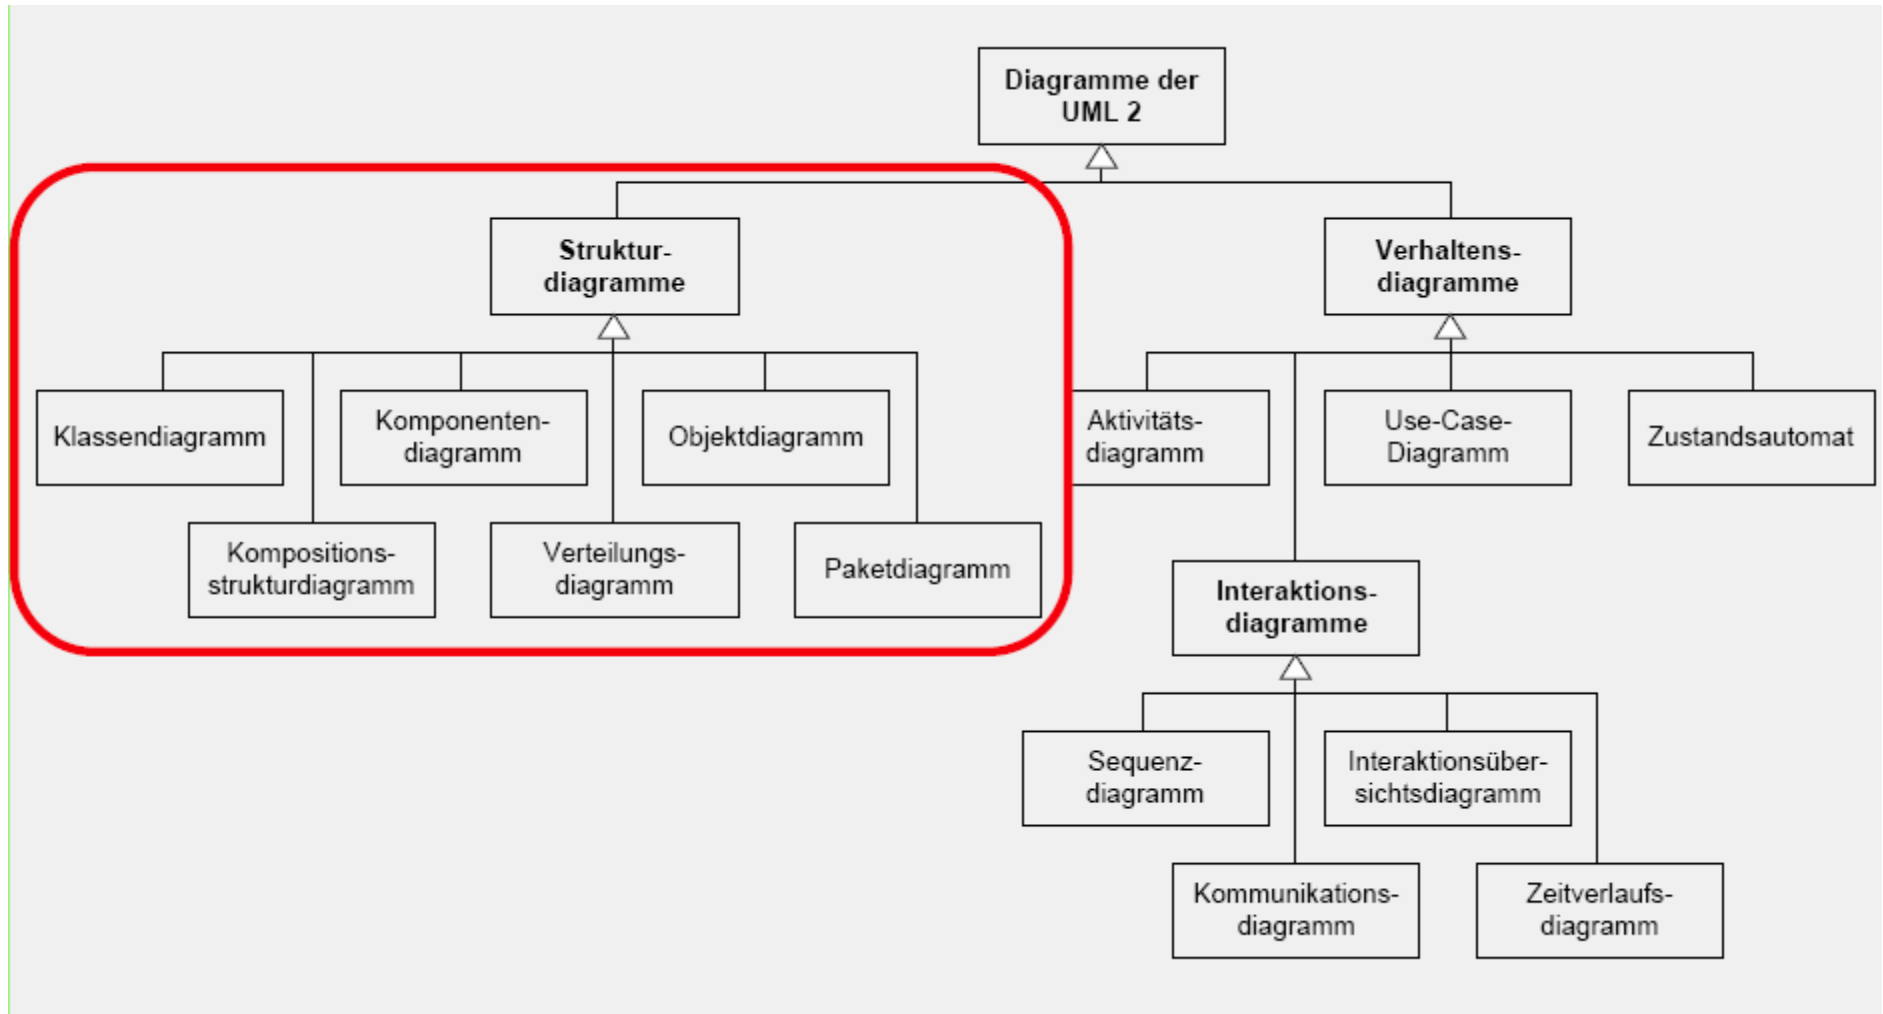 Diagramme der
UML 2
Struktur-
diagramme
Verhaltens-
diagramme
Klassendiagramm
Komponenten-
diagramm
Objektdiagramm
Aktivitäts-
diagramm
Use-Case-
Diagramm
Zustandsautomat
Kompositions-
strukturdiagramm
Verteilungs-
diagramm
Paketdiagramm
Interaktions-
diagramme
Sequenz-
diagramm
Interaktionsüber-
sichtsdiagramm
Kommunikations-
diagramm
Zeitverlaufs-
diagramm